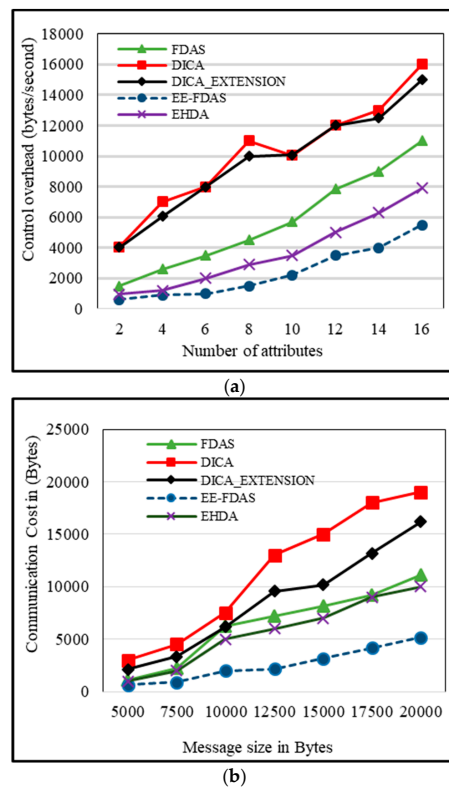 18000
16000
14000
12000
10000
8000
6000
4000
2000
0
Control overhead (bytes/second)
FDAS
DICA
DICA_EXTENSION
EE-FDAS
EHDA
2 4 6 8 10 12 14 16
Number of attributes
(a)
25000
20000
15000
10000
5000
0
Communication Cost in (Bytes)
FDAS
DICA
DICA_EXTENSION
EE-FDAS
EHDA
5000 7500 10000 12500 15000 17500 20000
Message size in Bytes
(b)